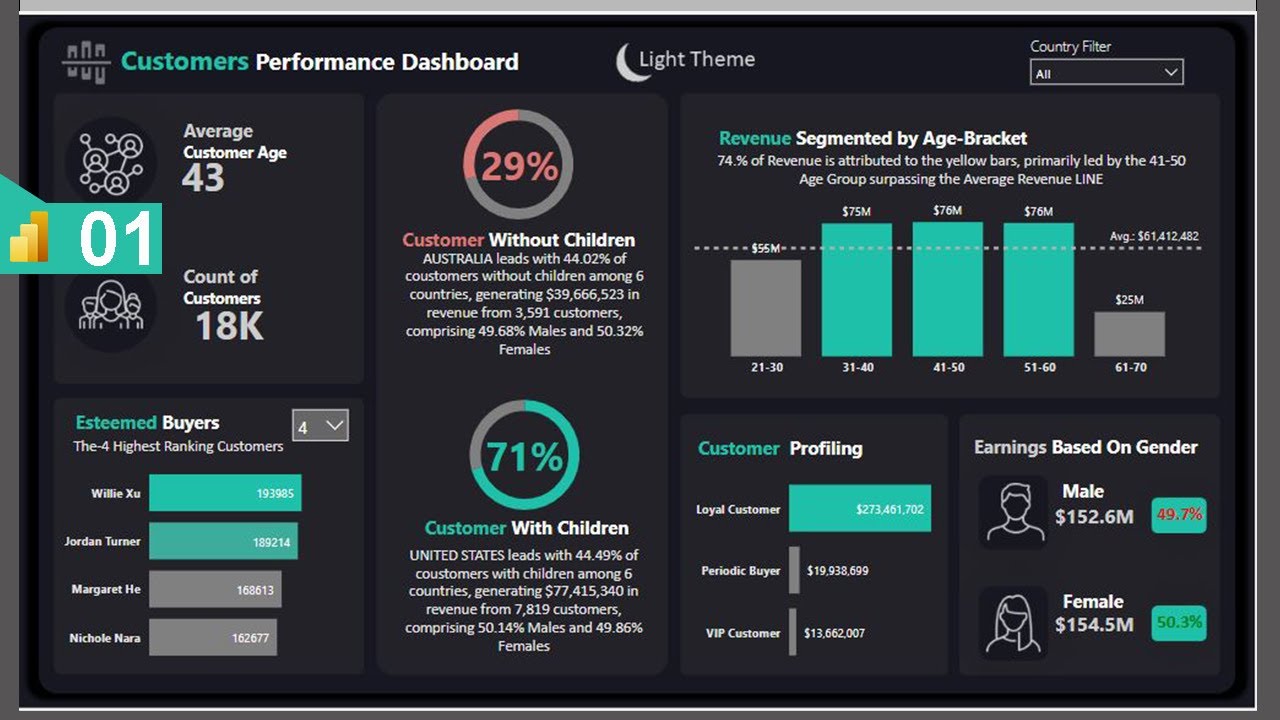 Customers Performance Dashboard
Light Theme
Country Filter
All
01
Average
Customer Age
43
Count of
Customers
18K
29%
Customer Without Children
AUSTRALIA leads with 44.02% of
coustomers without children among 6
countries, generating $39,666,523 in
revenue from 3,591 customers,
comprising 49.68% Males and 50.32%
Females
71%
Customer With Children
UNITED STATES leads with 44.49% of
coustomers with children among 6
countries, generating $77,415,340 in
revenue from 7,819 customers,
comprising 50.14% Males and 49.86%
Females
Revenue Segmented by Age-Bracket
74.% of Revenue is attributed to the yellow bars, primarily led by the 41-50
Age Group surpassing the Average Revenue LINE
$55M $75M $76M $76M $25M
Avg.: $61,412,482
21-30 31-40 41-50 51-60 61-70
Esteemed Buyers
4
The-4 Highest Ranking Customers
Willie Xu 193985
Jordan Turner 189214
Margaret He 168613
Nichole Nara 162677
Customer Profiling
Loyal Customer $273,461,702
Periodic Buyer $19,938,699
VIP Customer $13,662,007
Earnings Based On Gender
Male
$152.6M 49.7%
Female
$154.5M 50.3%